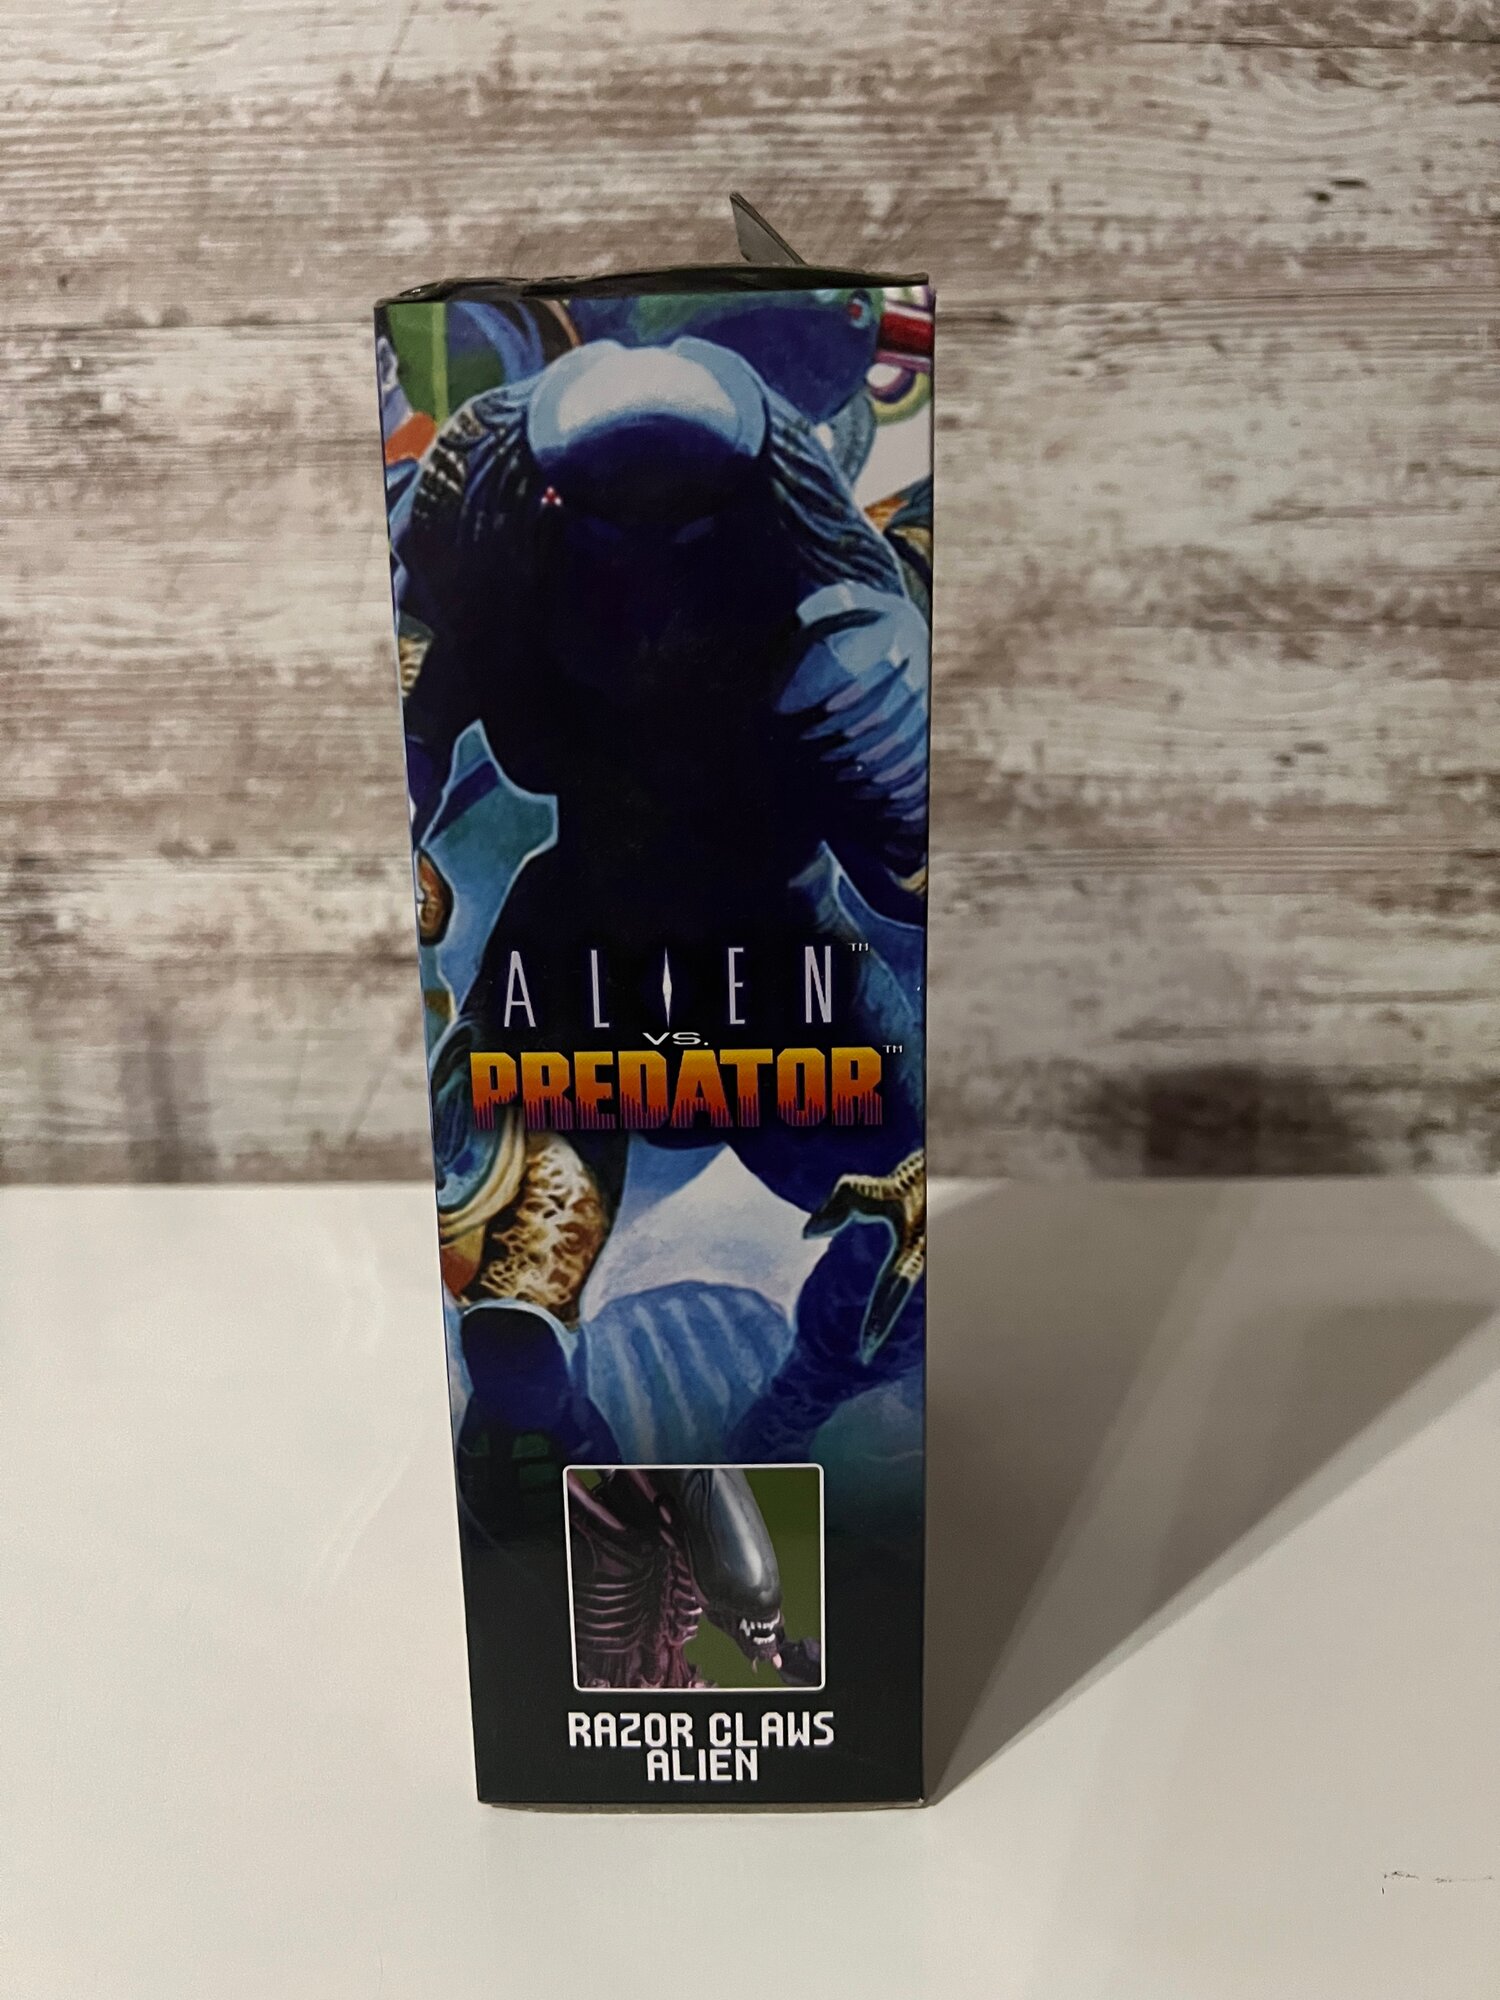 ALIEN™
VS.
PREDATOR™
RAZOR CLAWS
ALIEN